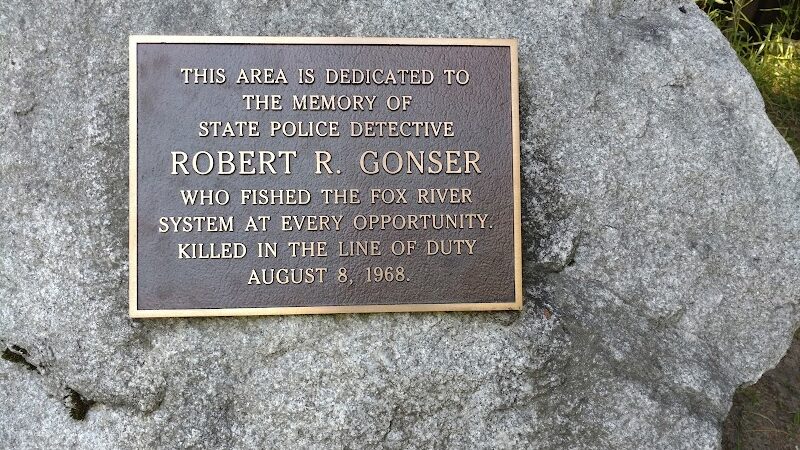 THIS AREA IS DEDICATED TO
THE MEMORY OF
STATE POLICE DETECTIVE
ROBERT R. GONSER
WHO FISHED THE FOX RIVER
SYSTEM AT EVERY OPPORTUNITY.
KILLED IN THE LINE OF DUTY
AUGUST 8, 1968.